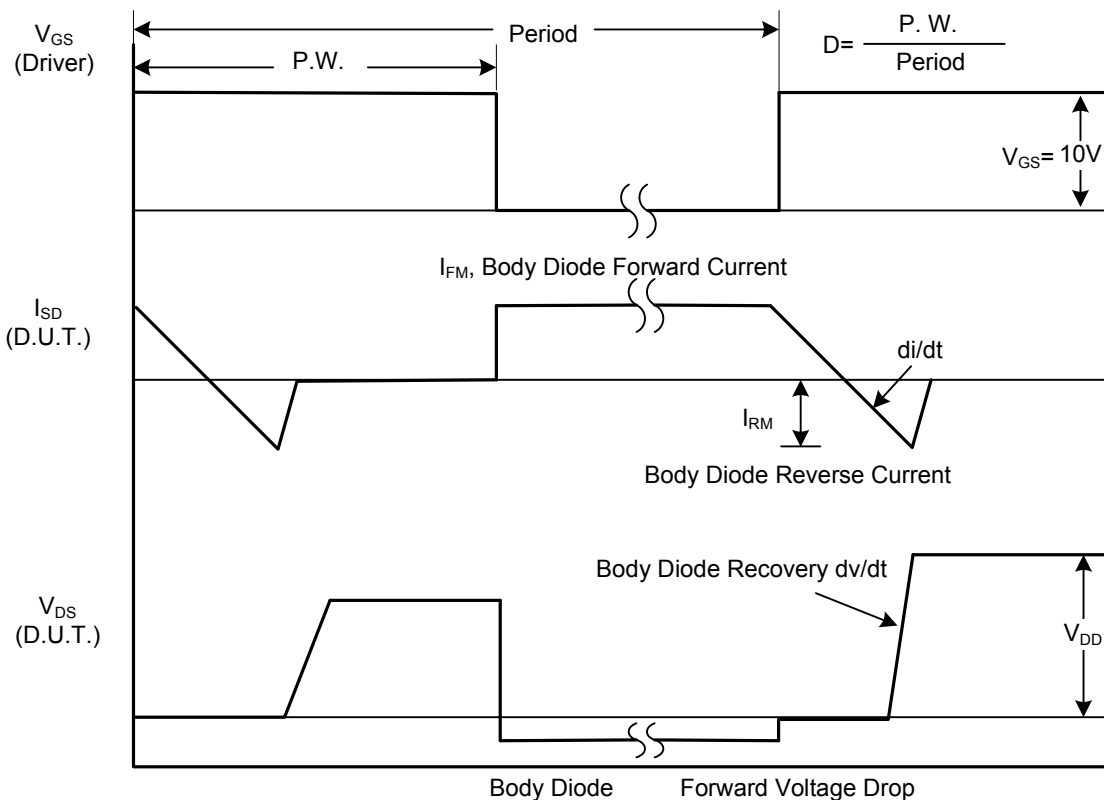 V_GS
(Driver)
Period
P.W.
D= P. W.
Period
V_GS= 10V
I_FM, Body Diode Forward Current
I_SD
(D.U.T.)
di/dt
I_RM
Body Diode Reverse Current
Body Diode Recovery dv/dt
V_DS
(D.U.T.)
V_DD
Body Diode Forward Voltage Drop